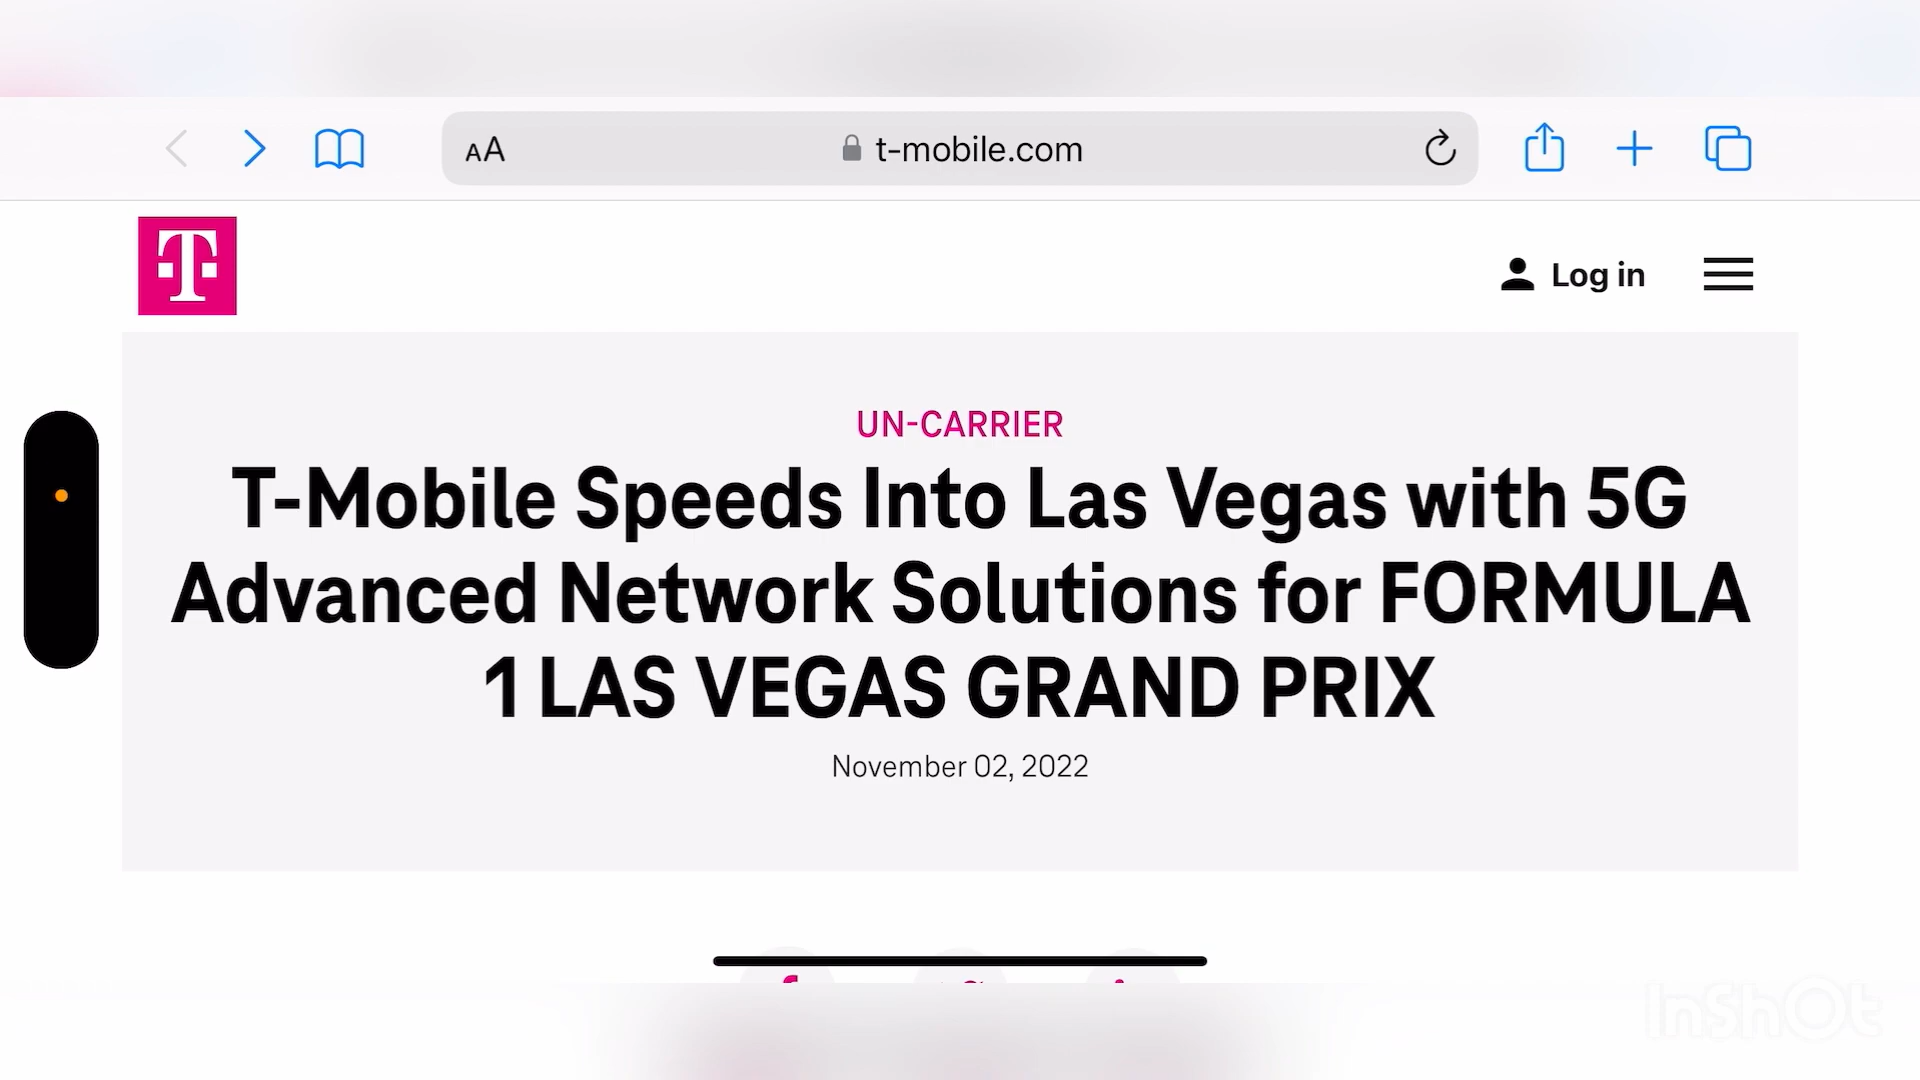 AA
t-mobile.com
T
Log in
UN-CARRIER
T-Mobile Speeds Into Las Vegas with 5G
Advanced Network Solutions for FORMULA
1 LAS VEGAS GRAND PRIX
November 02, 2022
InShOt